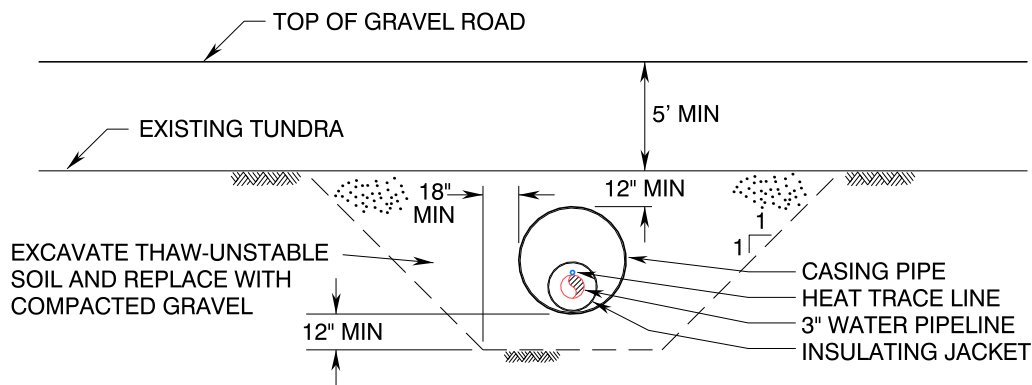 TOP OF GRAVEL ROAD
5' MIN
EXISTING TUNDRA
18"
MIN
12" MIN
1
1
EXCAVATE THAW-UNSTABLE
SOIL AND REPLACE WITH
COMPACTED GRAVEL
12" MIN
CASING PIPE
HEAT TRACE LINE
3" WATER PIPELINE
INSULATING JACKET